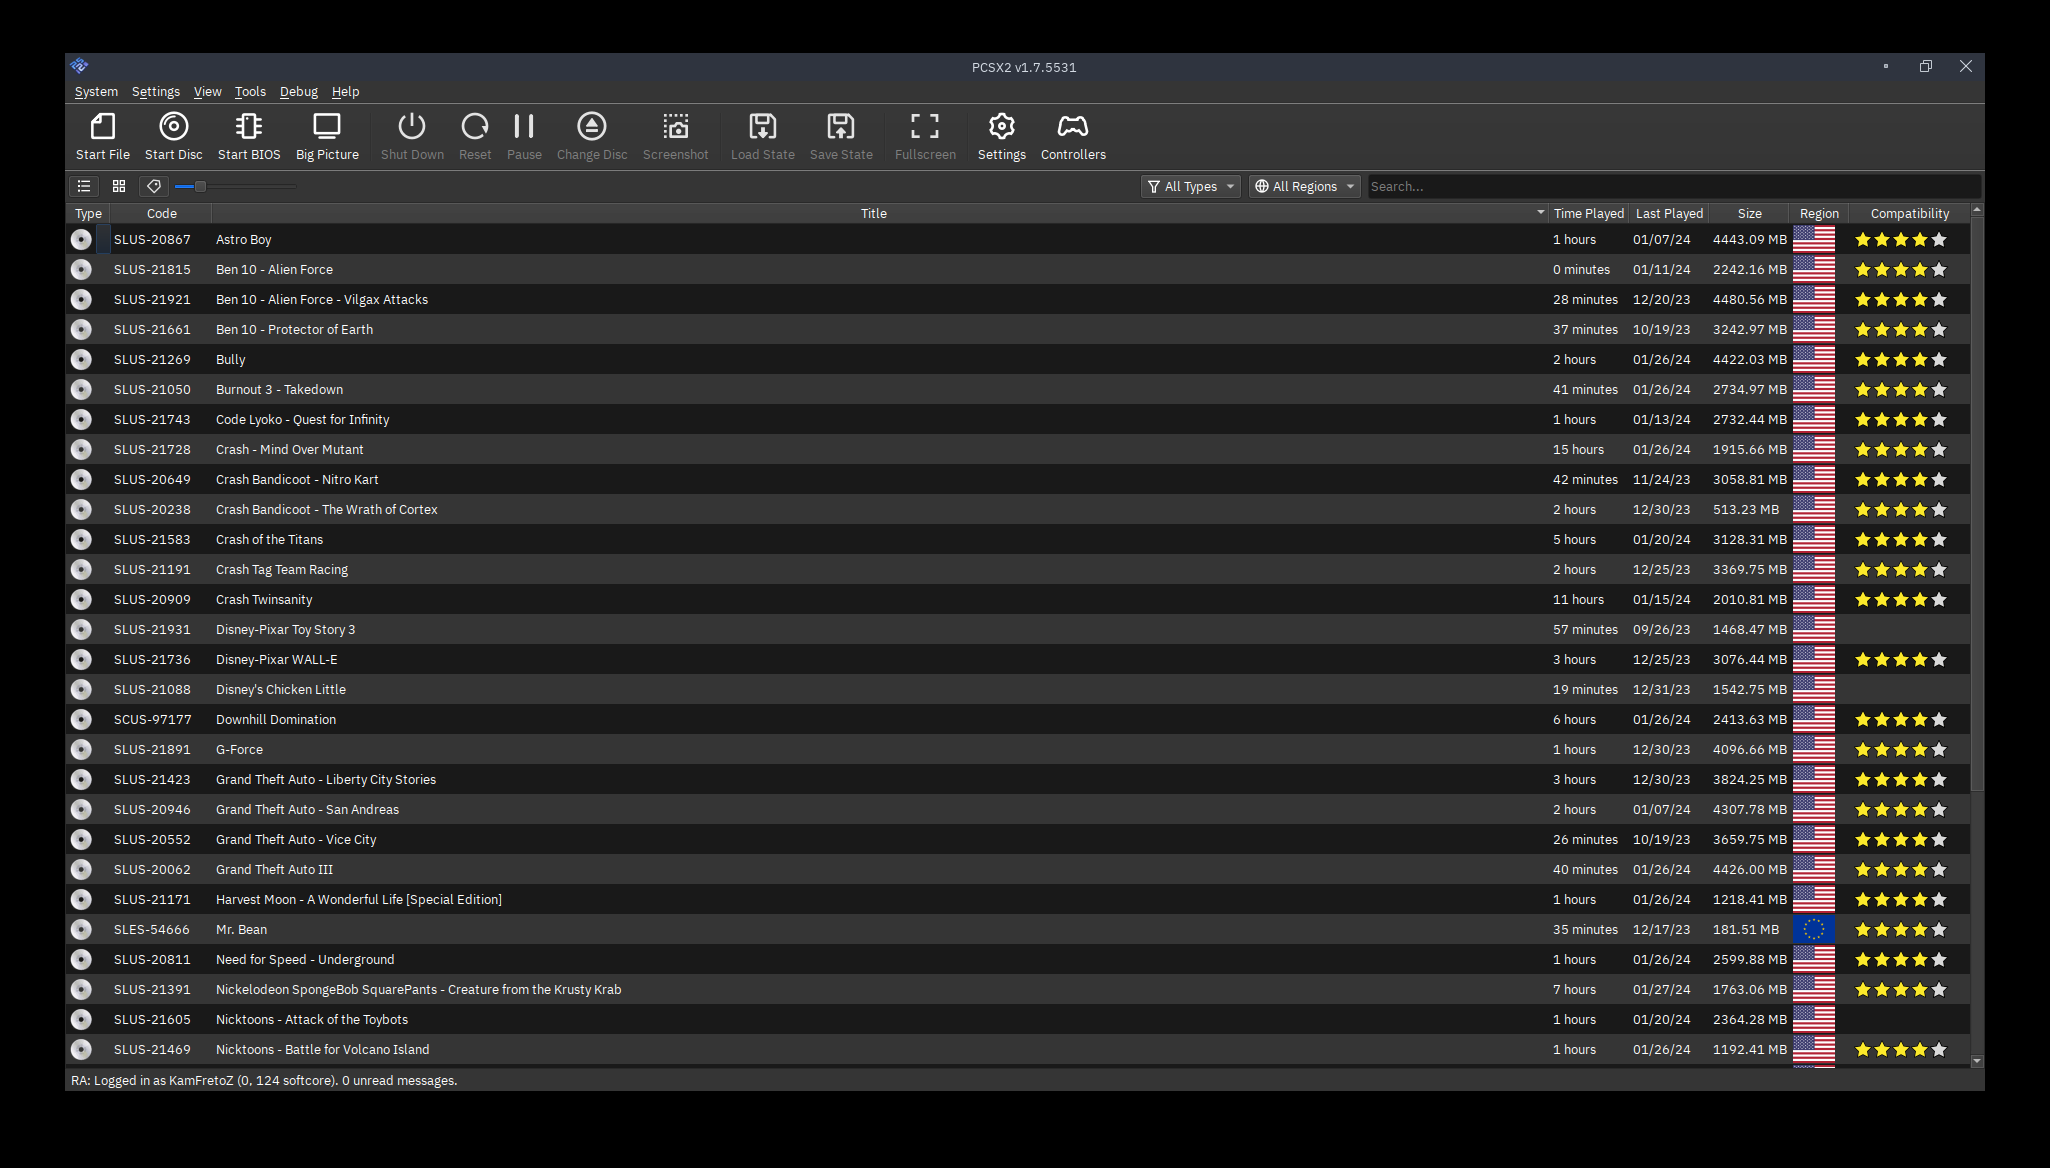 PCSX2 v1.7.5531
System Settings View Tools Debug Help
Start File Start Disc Start BIOS Big Picture Shut Down Reset Pause Change Disc Screenshot Load State Save State Fullscreen Settings Controllers
All Types All Regions Search...
Type Code Title Time Played Last Played Size Region Compatibility
SLUS-20867 Astro Boy 1 hours 01/07/24 4443.09 MB
SLUS-21815 Ben 10 - Alien Force 0 minutes 01/11/24 2242.16 MB
SLUS-21921 Ben 10 - Alien Force - Vilgax Attacks 28 minutes 12/20/23 4480.56 MB
SLUS-21661 Ben 10 - Protector of Earth 37 minutes 10/19/23 3242.97 MB
SLUS-21269 Bully 2 hours 01/26/24 4422.03 MB
SLUS-21050 Burnout 3 - Takedown 41 minutes 01/26/24 2734.97 MB
SLUS-21743 Code Lyoko - Quest for Infinity 1 hours 01/13/24 2732.44 MB
SLUS-21728 Crash - Mind Over Mutant 15 hours 01/26/24 1915.66 MB
SLUS-20649 Crash Bandicoot - Nitro Kart 42 minutes 11/24/23 3058.81 MB
SLUS-20238 Crash Bandicoot - The Wrath of Cortex 2 hours 12/30/23 513.23 MB
SLUS-21583 Crash of the Titans 5 hours 01/20/24 3128.31 MB
SLUS-21191 Crash Tag Team Racing 2 hours 12/25/23 3369.75 MB
SLUS-20909 Crash Twinsanity 11 hours 01/15/24 2010.81 MB
SLUS-21931 Disney-Pixar Toy Story 3 57 minutes 09/26/23 1468.47 MB
SLUS-21736 Disney-Pixar WALL-E 3 hours 12/25/23 3076.44 MB
SLUS-21088 Disney's Chicken Little 19 minutes 12/31/23 1542.75 MB
SCUS-97177 Downhill Domination 6 hours 01/26/24 2413.63 MB
SLUS-21891 G-Force 1 hours 12/30/23 4096.66 MB
SLUS-21423 Grand Theft Auto - Liberty City Stories 3 hours 12/30/23 3824.25 MB
SLUS-20946 Grand Theft Auto - San Andreas 2 hours 01/07/24 4307.78 MB
SLUS-20552 Grand Theft Auto - Vice City 26 minutes 10/19/23 3659.75 MB
SLUS-20062 Grand Theft Auto III 40 minutes 01/26/24 4426.00 MB
SLUS-21171 Harvest Moon - A Wonderful Life [Special Edition] 1 hours 01/26/24 1218.41 MB
SLES-54666 Mr. Bean 35 minutes 12/17/23 181.51 MB
SLUS-20811 Need for Speed - Underground 1 hours 01/26/24 2599.88 MB
SLUS-21391 Nickelodeon SpongeBob SquarePants - Creature from the Krusty Krab 7 hours 01/27/24 1763.06 MB
SLUS-21605 Nicktoons - Attack of the Toybots 1 hours 01/20/24 2364.28 MB
SLUS-21469 Nicktoons - Battle for Volcano Island 1 hours 01/26/24 1192.41 MB
RA: Logged in as KamFretoZ (0, 124 softcore). 0 unread messages.